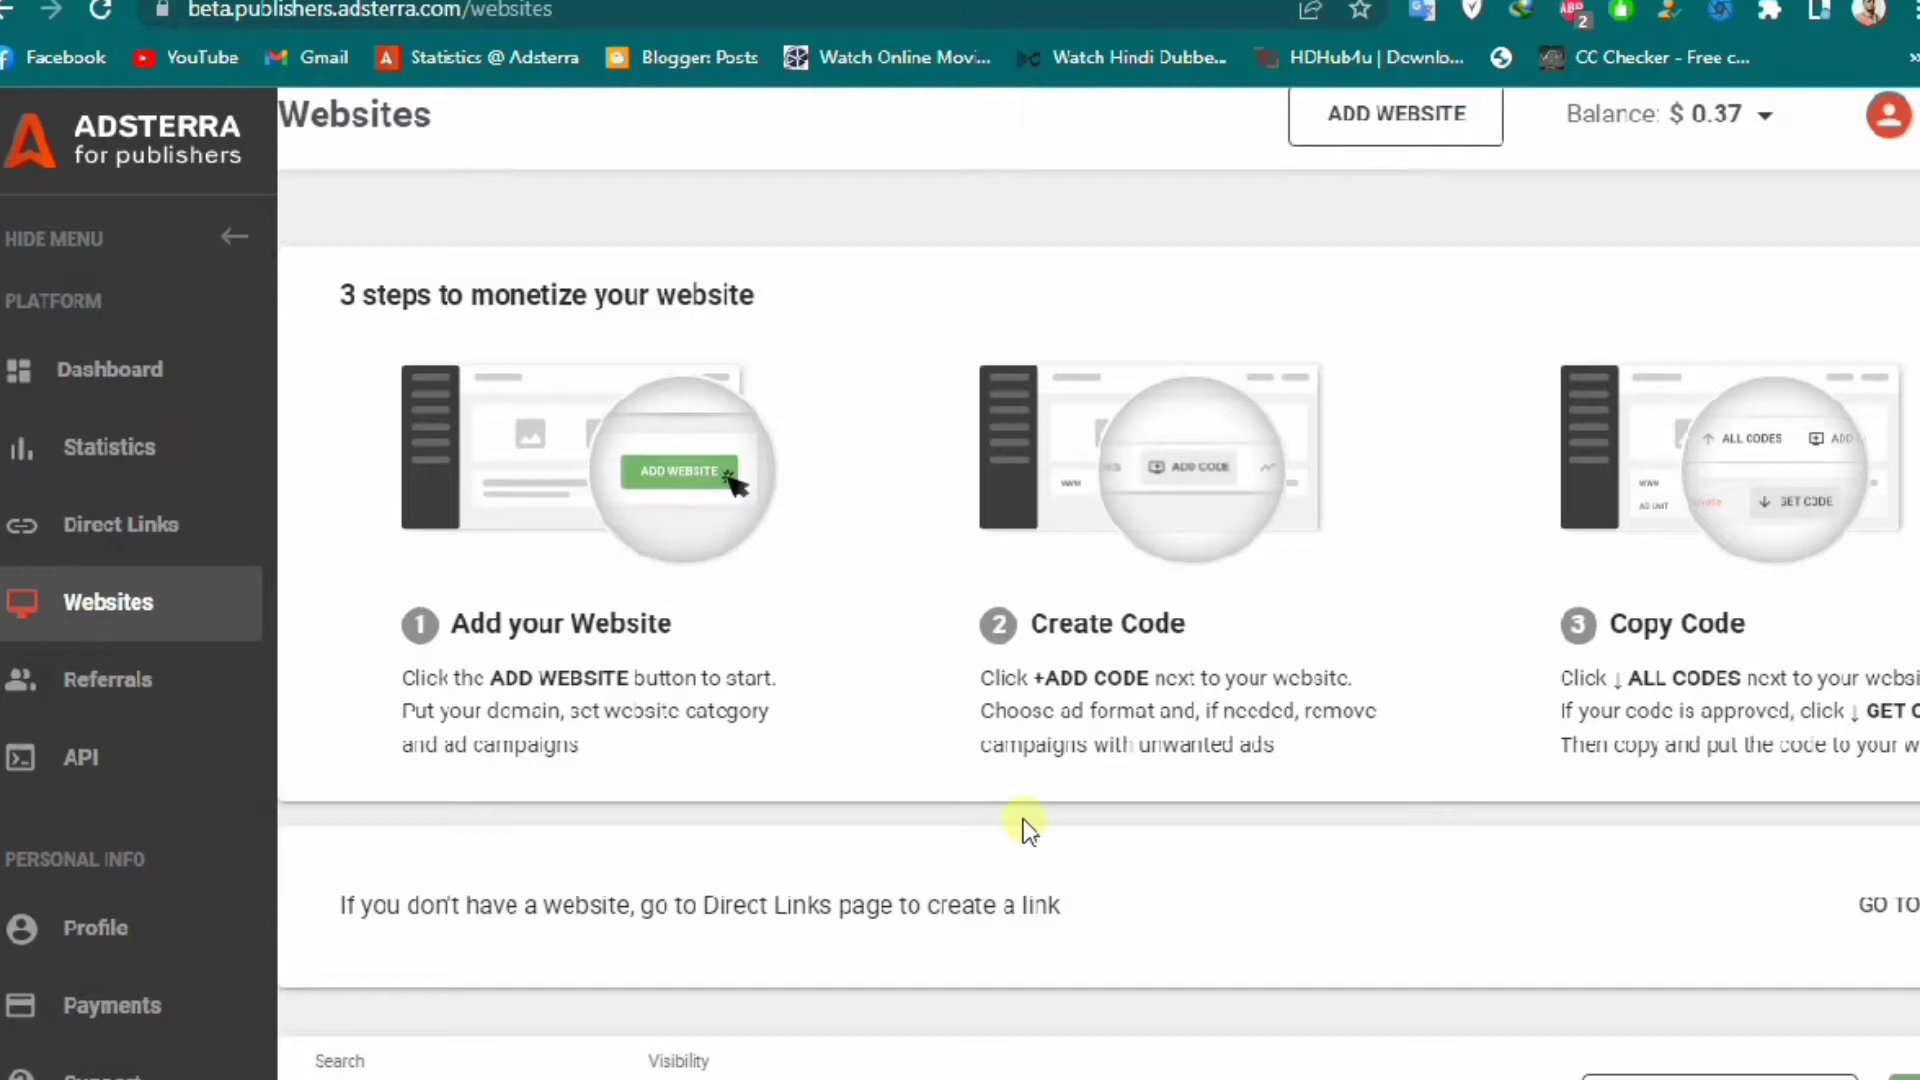 beta.publishers.adsterra.com/websites
Facebook YouTube Gmail Statistics @ Adsterra Blogger: Posts Watch Online Movi... Watch Hindi Dubbe... HDHub4u | Downlo... CC Checker - Free c... »
ADSTERRA
for publishers
Websites
ADD WEBSITE
Balance: $ 0.37
HIDE MENU
PLATFORM
Dashboard
Statistics
Direct Links
Websites
Referrals
API
PERSONAL INFO
Profile
Payments
3 steps to monetize your website
ADD WEBSITE
1 Add your Website
Click the ADD WEBSITE button to start.
Put your domain, set website category
and ad campaigns
WWW
ADD CODE
2 Create Code
Click +ADD CODE next to your website.
Choose ad format and, if needed, remove
campaigns with unwanted ads
↑ ALL CODES
ADD
WWW
AD UNIT
↓ GET CODE
3 Copy Code
Click ↓ ALL CODES next to your websi
If your code is approved, click ↓ GET C
Then copy and put the code to your w
If you don't have a website, go to Direct Links page to create a link
GO TO
Search
Visibility